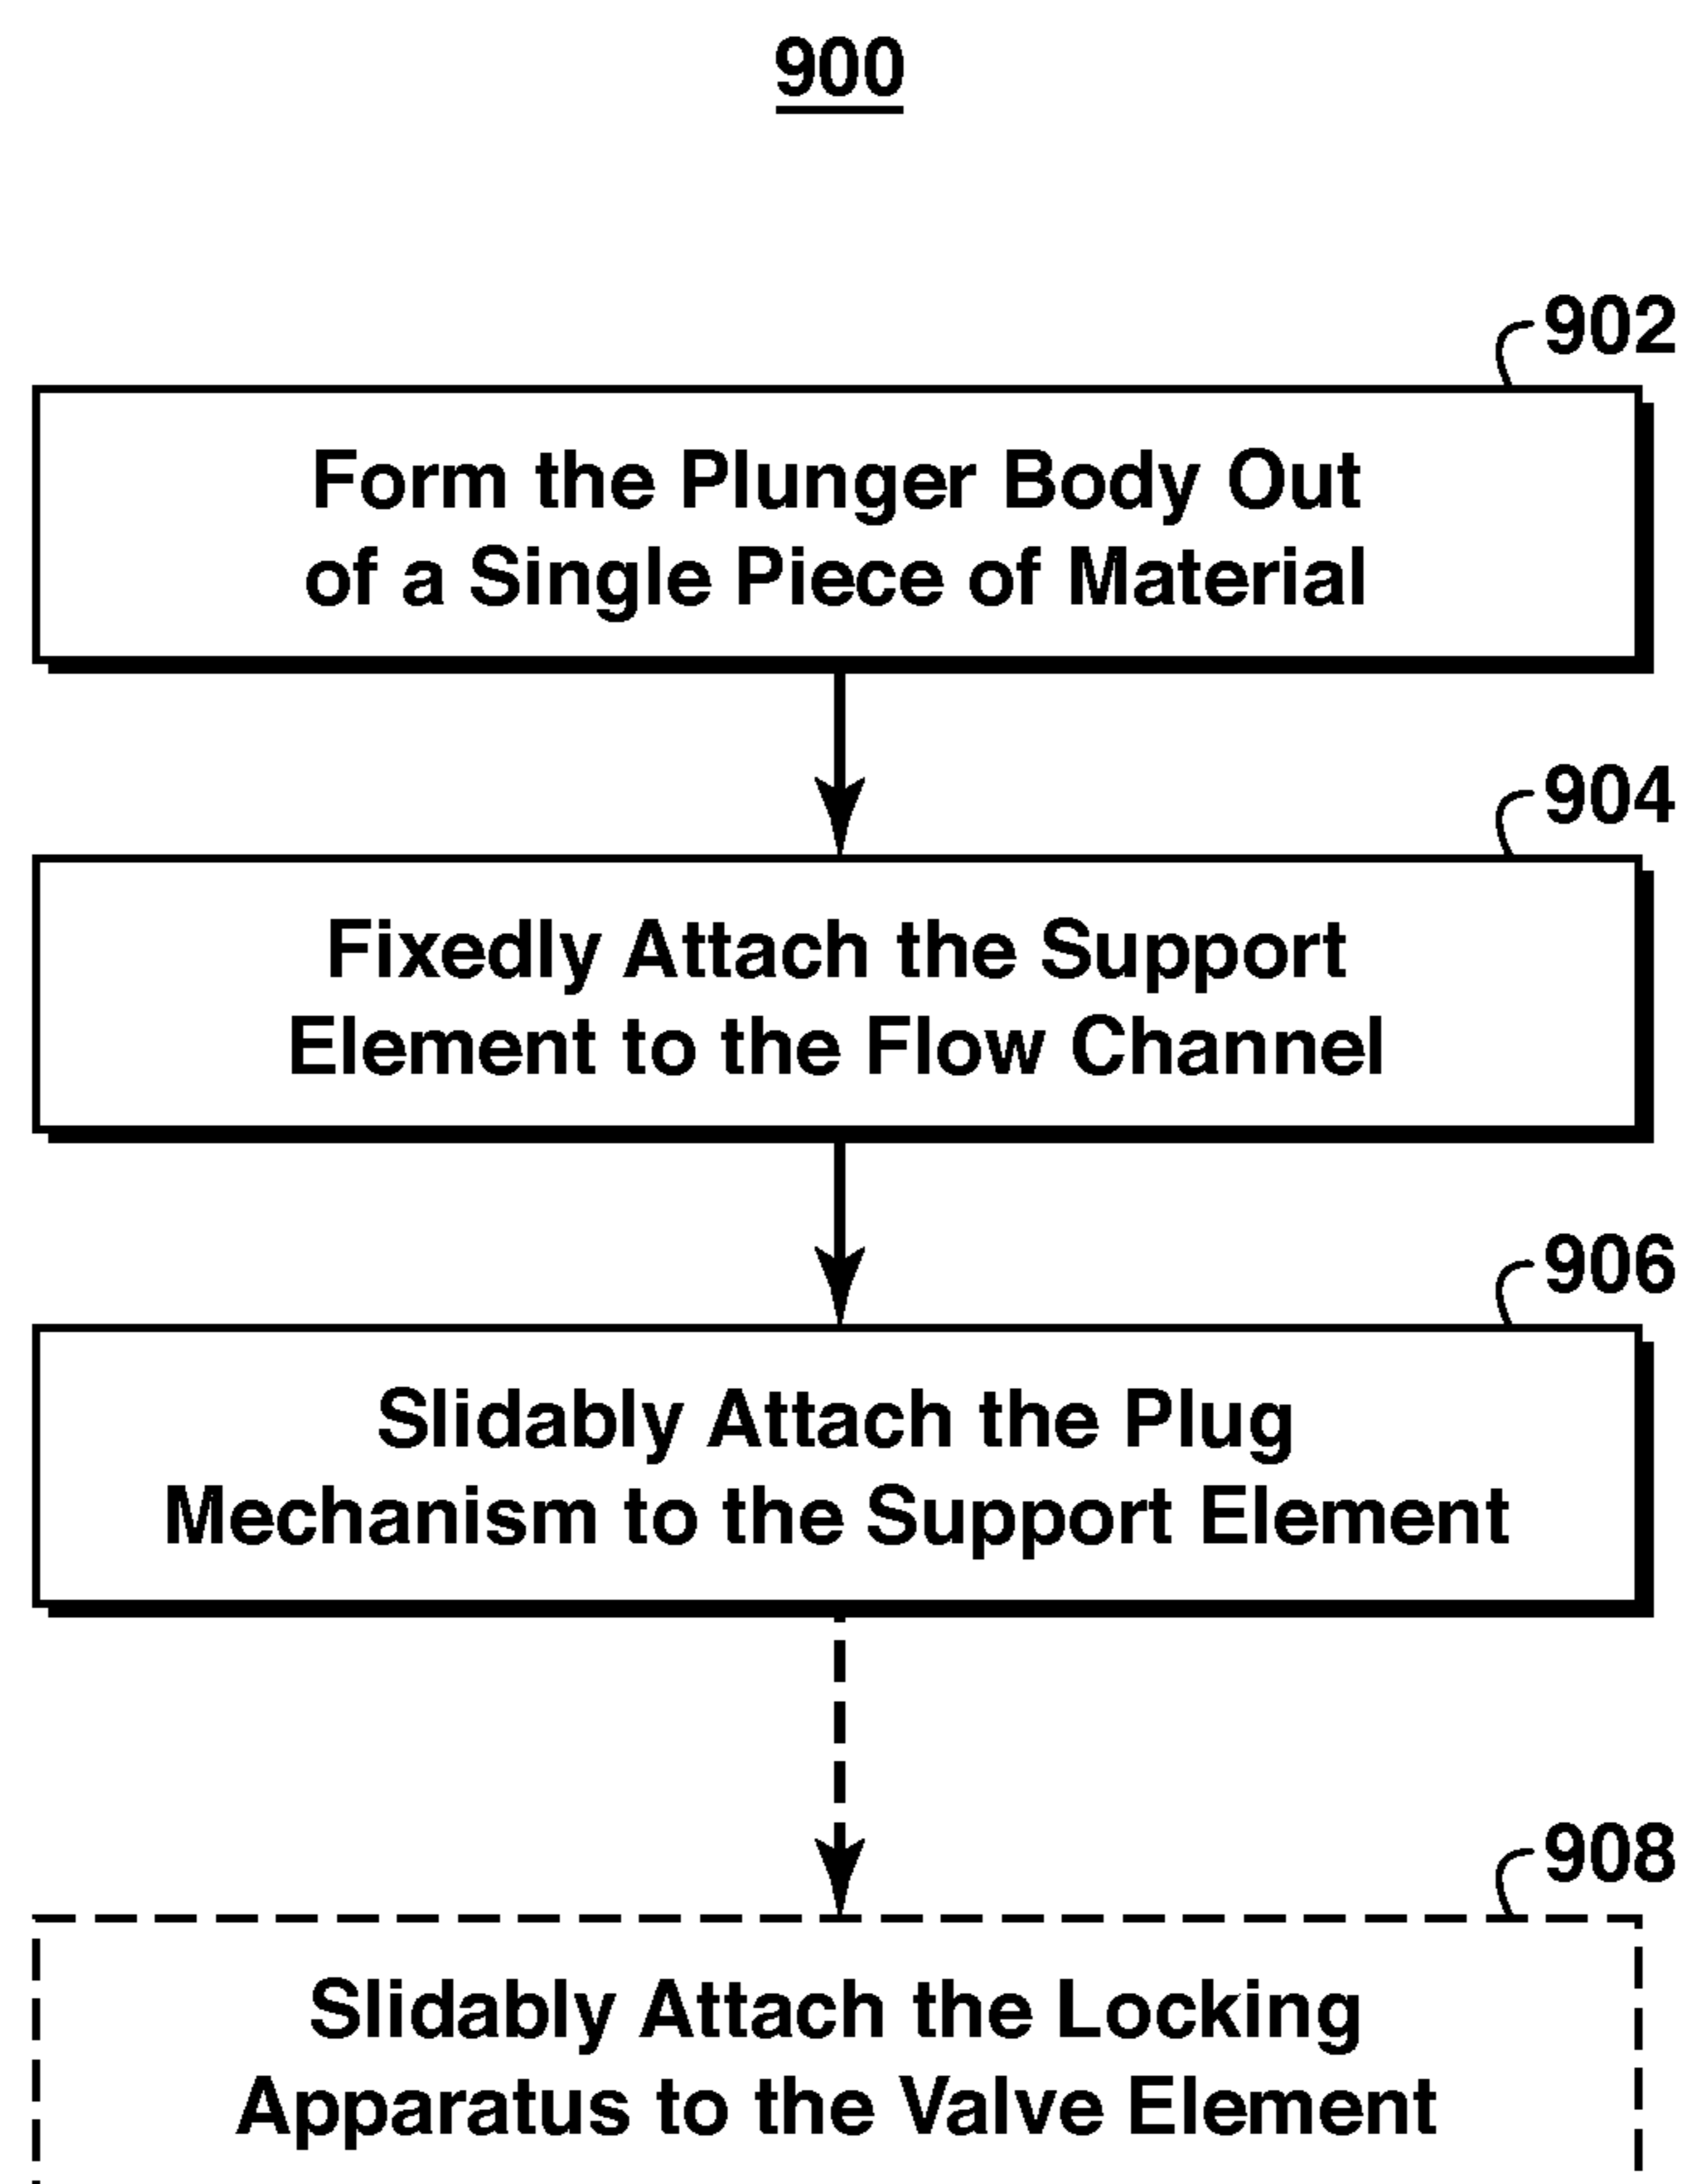 900
902
Form the Plunger Body Out
of a Single Piece of Material
904
Fixedly Attach the Support
Element to the Flow Channel
906
Slidably Attach the Plug
Mechanism to the Support Element
908
Slidably Attach the Locking
Apparatus to the Valve Element